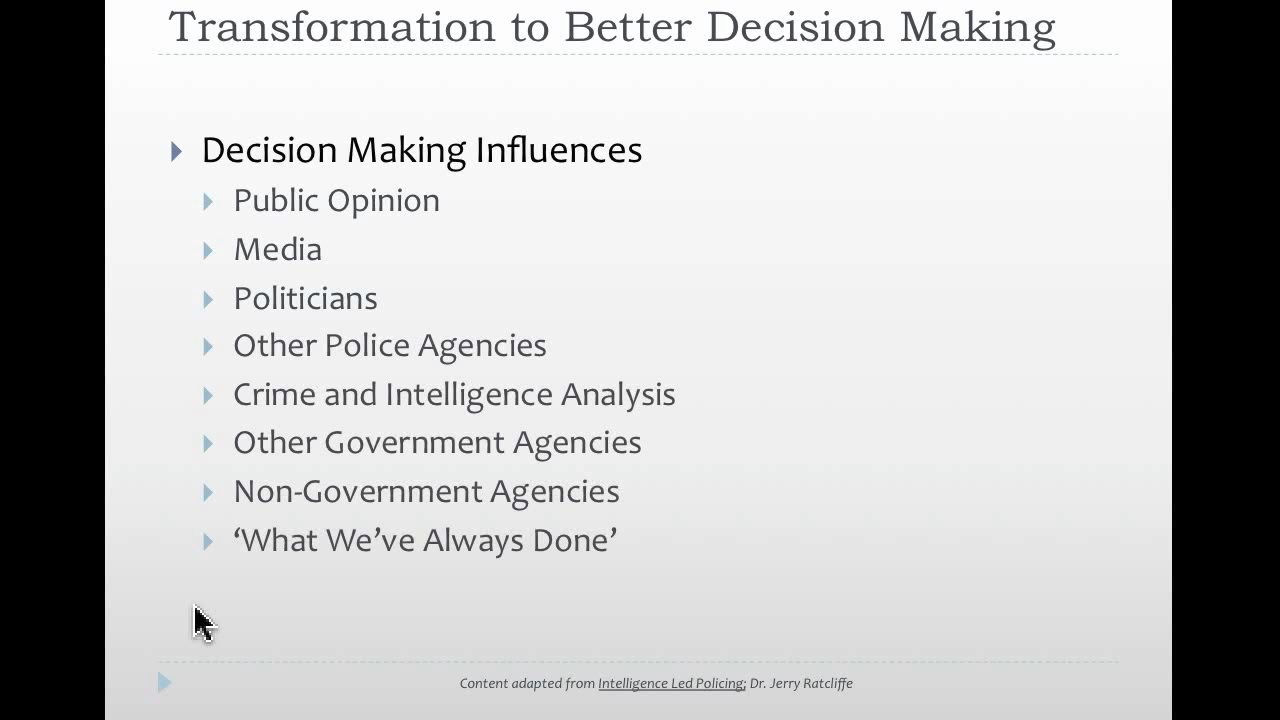 Transformation to Better Decision Making
Decision Making Influences
Public Opinion
Media
Politicians
Other Police Agencies
Crime and Intelligence Analysis
Other Government Agencies
Non-Government Agencies
‘What We’ve Always Done’
Content adapted from Intelligence Led Policing; Dr. Jerry Ratcliffe